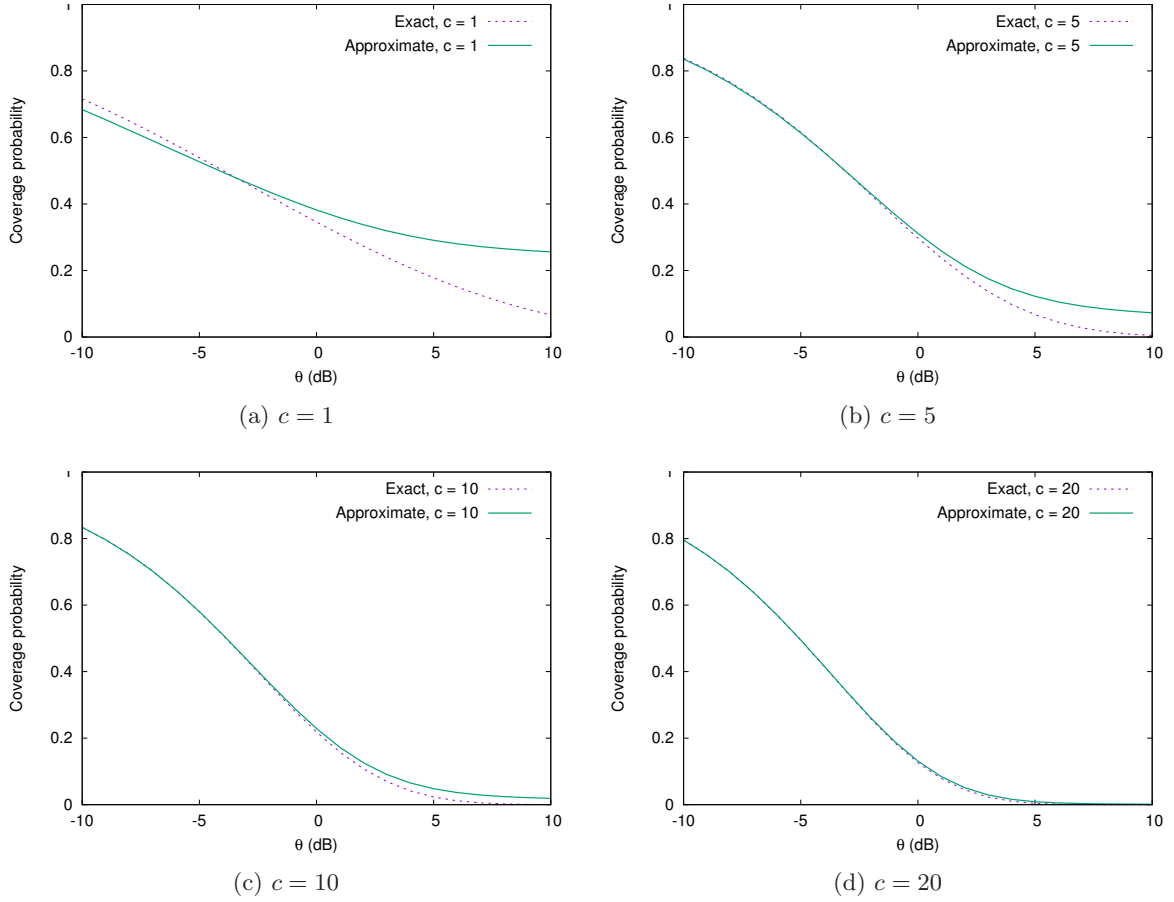 Exact, c = 1
Approximate, c = 1
0.8
0.6
0.4
0.2
0
-10
-5
0
5
10
Coverage probability
θ (dB)
(a) c = 1
Exact, c = 5
Approximate, c = 5
0.8
0.6
0.4
0.2
0
-10
-5
0
5
10
Coverage probability
θ (dB)
(b) c = 5
Exact, c = 10
Approximate, c = 10
0.8
0.6
0.4
0.2
0
-10
-5
0
5
10
Coverage probability
θ (dB)
(c) c = 10
Exact, c = 20
Approximate, c = 20
0.8
0.6
0.4
0.2
0
-10
-5
0
5
10
Coverage probability
θ (dB)
(d) c = 20